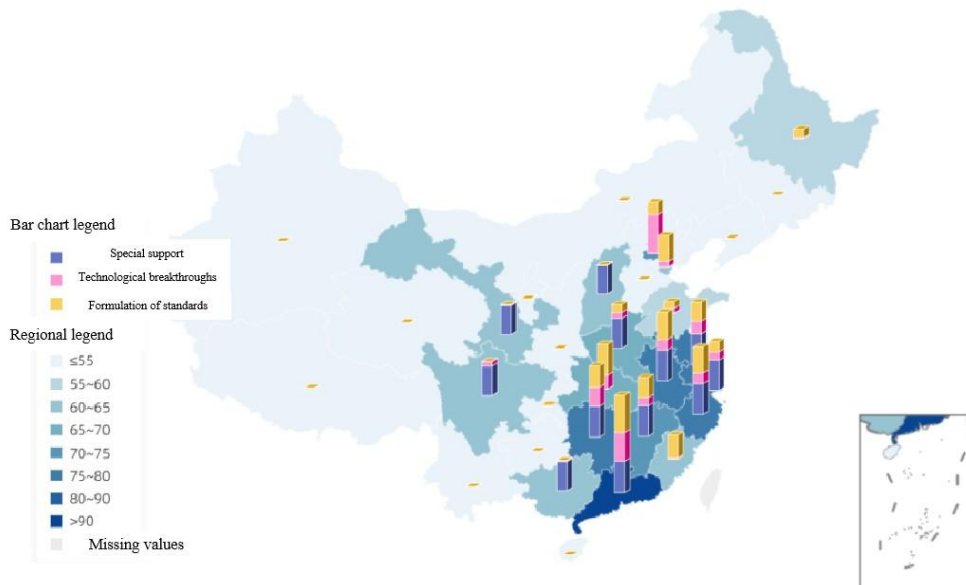 Bar chart legend
Special support
Technological breakthroughs
Formulation of standards
Regional legend
≤55
55~60
60~65
65~70
70~75
75~80
80~90
>90
Missing values